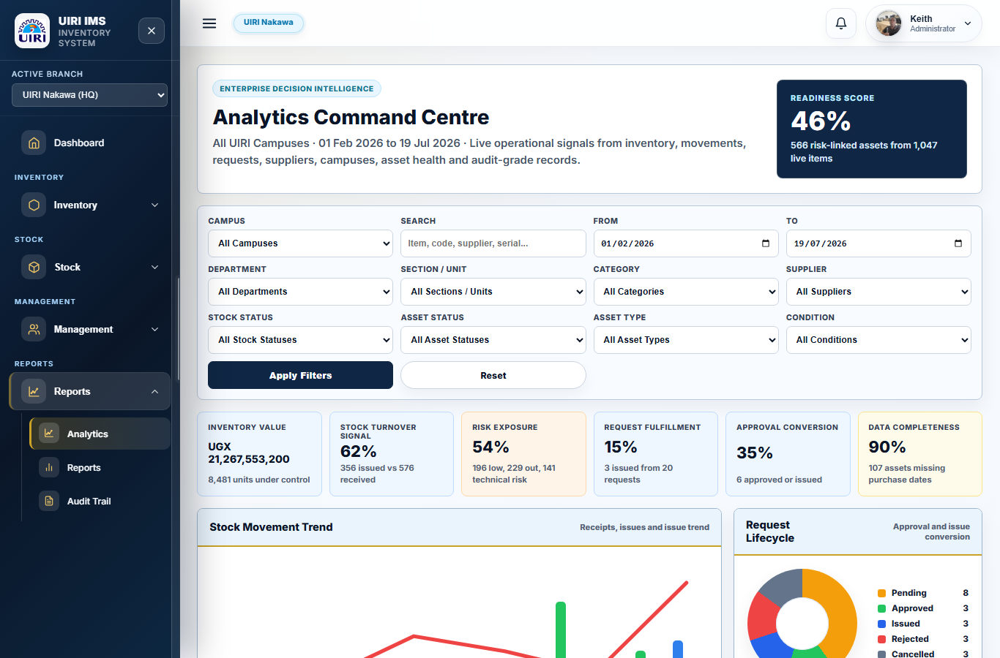 UIRI
UIRI IMS
INVENTORY
SYSTEM
ACTIVE BRANCH
UIRI Nakawa (HQ)
Dashboard
INVENTORY
Inventory
STOCK
Stock
MANAGEMENT
Management
REPORTS
Reports
Analytics
Reports
Audit Trail
UIRI Nakawa
Keith
Administrator
ENTERPRISE DECISION INTELLIGENCE
Analytics Command Centre
All UIRI Campuses · 01 Feb 2026 to 19 Jul 2026 · Live operational signals from inventory, movements,
requests, suppliers, campuses, asset health and audit-grade records.
READINESS SCORE
46%
566 risk-linked assets from 1,047
live items
CAMPUS
All Campuses
SEARCH
Item, code, supplier, serial...
FROM
01/02/2026
TO
19/07/2026
DEPARTMENT
All Departments
SECTION / UNIT
All Sections / Units
CATEGORY
All Categories
SUPPLIER
All Suppliers
STOCK STATUS
All Stock Statuses
ASSET STATUS
All Asset Statuses
ASSET TYPE
All Asset Types
CONDITION
All Conditions
Apply Filters
Reset
INVENTORY VALUE
UGX
21,267,553,200
8,481 units under control
STOCK TURNOVER
SIGNAL
62%
356 issued vs 576
received
RISK EXPOSURE
54%
196 low, 229 out, 141
technical risk
REQUEST FULFILLMENT
15%
3 issued from 20
requests
APPROVAL CONVERSION
35%
6 approved or issued
DATA COMPLETENESS
90%
107 assets missing
purchase dates
Stock Movement Trend
Receipts, issues and issue trend
Request
Lifecycle
Approval and issue
conversion
Pending 8
Approved 3
Issued 3
Rejected 3
Cancelled 3